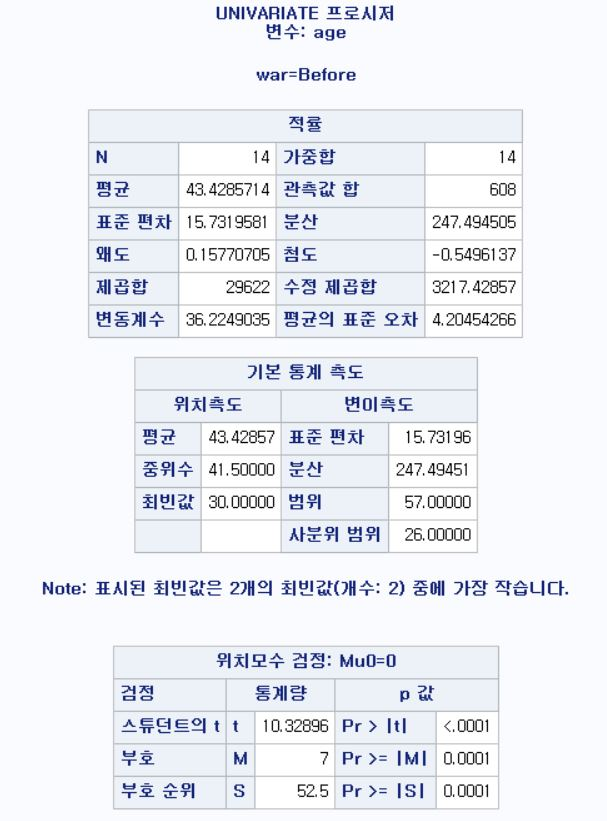 UNIVARIATE 프로시저
변수: age
war=Before
적률
N 14 가중합 14
평균 43.4285714 관측값 합 608
표준 편차 15.7319581 분산 247.494505
왜도 0.15770705 첨도 -0.5496137
제곱합 29622 수정 제곱합 3217.42857
변동계수 36.2249035 평균의 표준 오차 4.20454266
기본 통계 측도
위치측도 변이측도
평균 43.42857 표준 편차 15.73196
중위수 41.50000 분산 247.49451
최빈값 30.00000 범위 57.00000
사분위 범위 26.00000
Note: 표시된 최빈값은 2개의 최빈값(개수: 2) 중에 가장 작습니다.
위치모수 검정: Mu0=0
검정 통계량 p 값
스튜던트의 t t 10.32896 Pr > |t| <.0001
부호 M 7 Pr >= |M| 0.0001
부호 순위 S 52.5 Pr >= |S| 0.0001